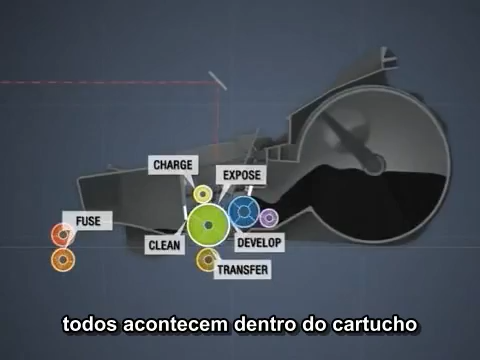 CHARGE
EXPOSE
FUSE
CLEAN
DEVELOP
TRANSFER
todos acontecem dentro do cartucho